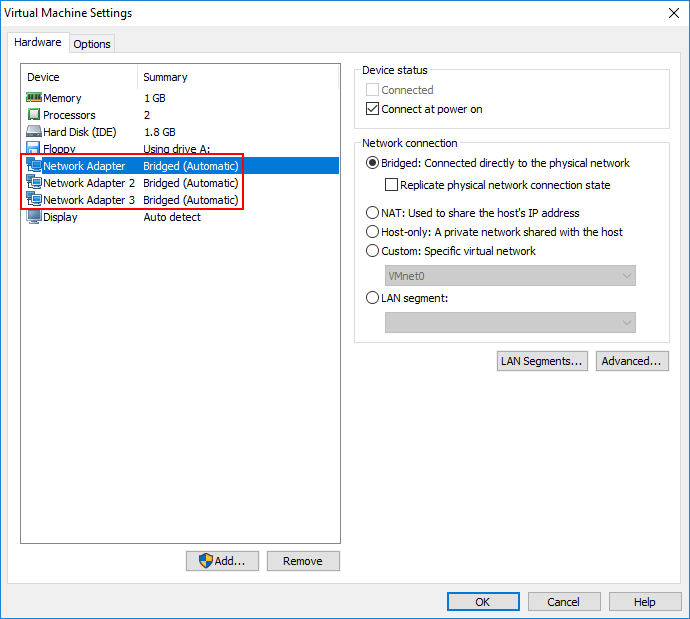 Virtual Machine Settings
Hardware Options
Device Summary
Memory 1 GB
Processors 2
Hard Disk (IDE) 1.8 GB
Floppy Using drive A:
Network Adapter Bridged (Automatic)
Network Adapter 2 Bridged (Automatic)
Network Adapter 3 Bridged (Automatic)
Display Auto detect
Add... Remove
Device status
Connected
Connect at power on
Network connection
Bridged: Connected directly to the physical network
Replicate physical network connection state
NAT: Used to share the host's IP address
Host-only: A private network shared with the host
Custom: Specific virtual network
VMnet0
LAN segment:
LAN Segments... Advanced...
OK Cancel Help